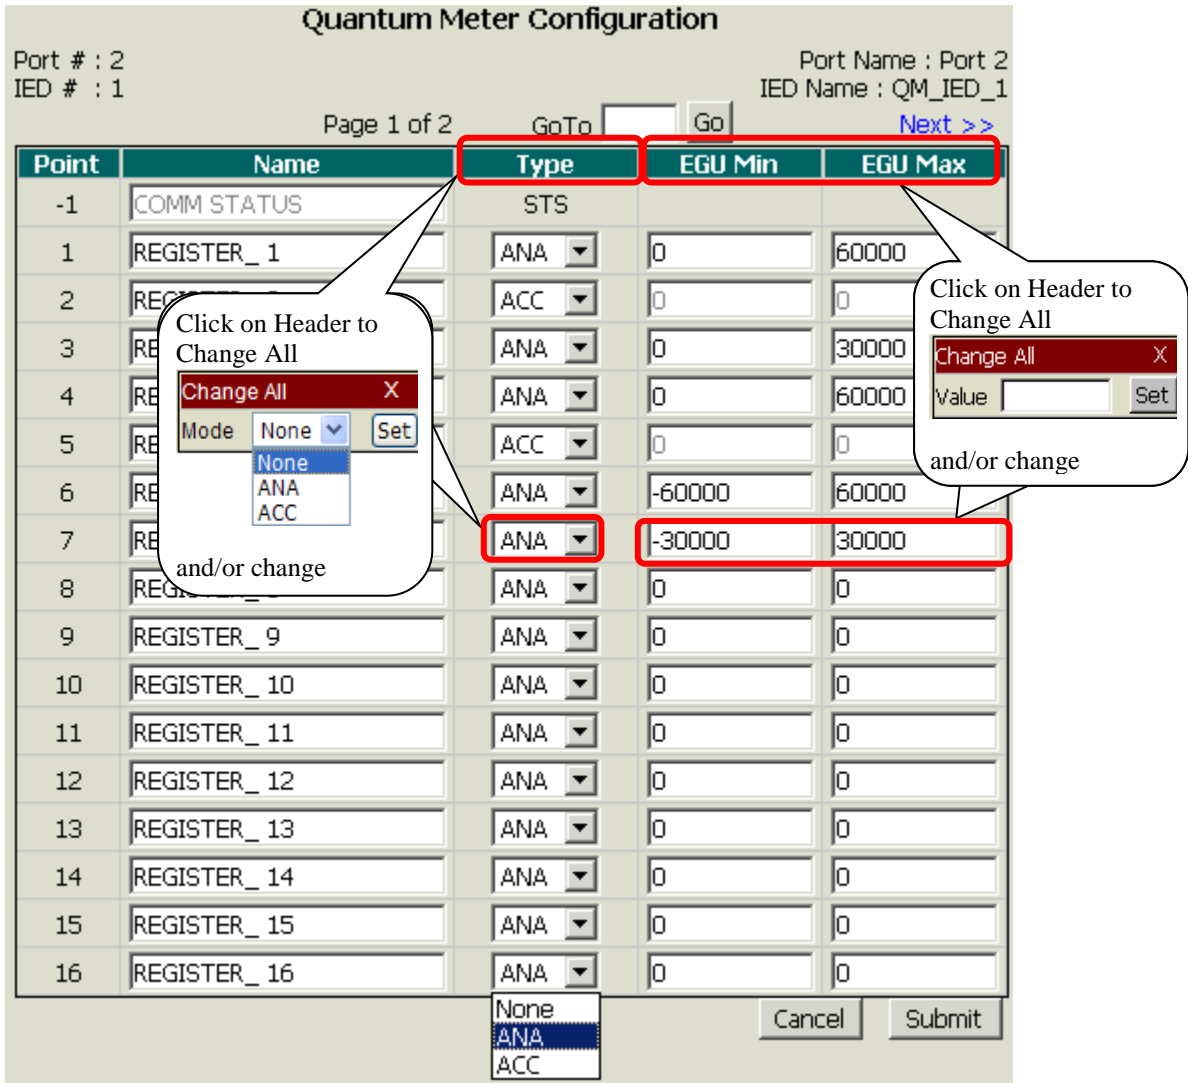 Quantum Meter Configuration
Port # : 2 Port Name : Port 2
IED # : 1 IED Name : QM_IED_1
Page 1 of 2 GoTo Go Next >>
Point Name Type EGU Min EGU Max
-1 COMM STATUS STS
1 REGISTER_ 1 ANA 0 60000
2 ACC 0 0
3 ANA 0 30000
4 ANA 0 60000
5 ACC 0 0
6 ANA -60000 60000
7 ANA -30000 30000
8 ANA 0 0
9 REGISTER_ 9 ANA 0 0
10 REGISTER_ 10 ANA 0 0
11 REGISTER_ 11 ANA 0 0
12 REGISTER_ 12 ANA 0 0
13 REGISTER_ 13 ANA 0 0
14 REGISTER_ 14 ANA 0 0
15 REGISTER_ 15 ANA 0 0
16 REGISTER_ 16 ANA 0 0
None
ANA
ACC
Cancel Submit
Click on Header to
Change All
Change All X
Mode None Set
None
ANA
ACC
and/or change
Click on Header to
Change All
Change All X
Value Set
and/or change